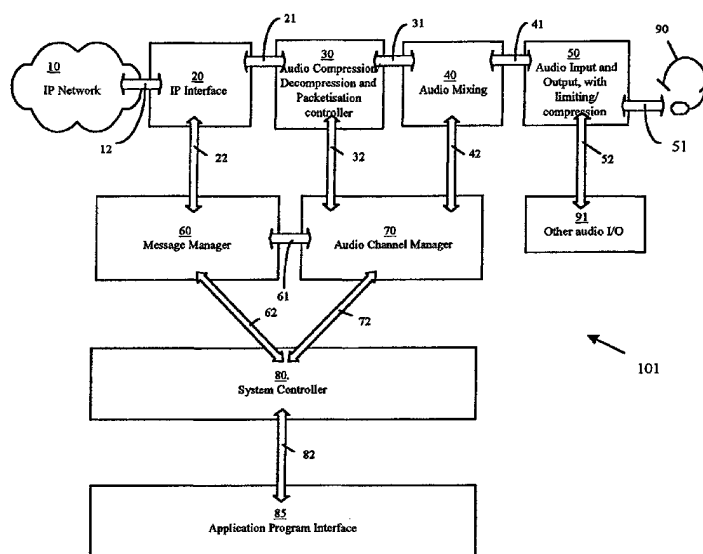 21
31
41
90
10
IP Network
20
IP Interface
30
Audio Compression
Decompression and
Packetisation
controller
40
Audio Mixing
50
Audio Input and
Output, with
limiting/
compression
12
22
32
42
52
51
60
Message Manager
70
Audio Channel Manager
91
Other audio I/O
61
62
72
101
80.
System Controller
82
85
Application Program Interface